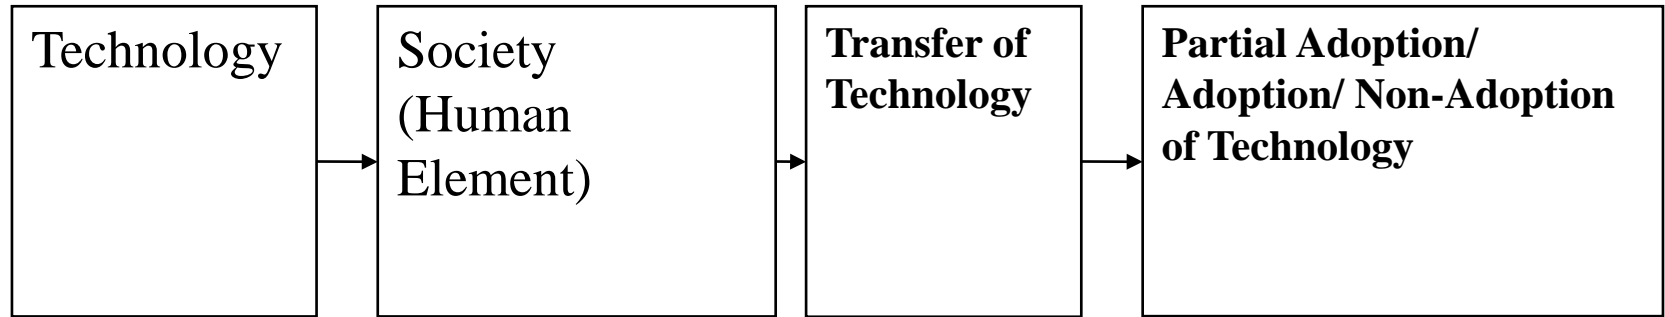 Technology
Society
(Human
Element)
Transfer of
Technology
Partial Adoption/
Adoption/ Non-Adoption
of Technology